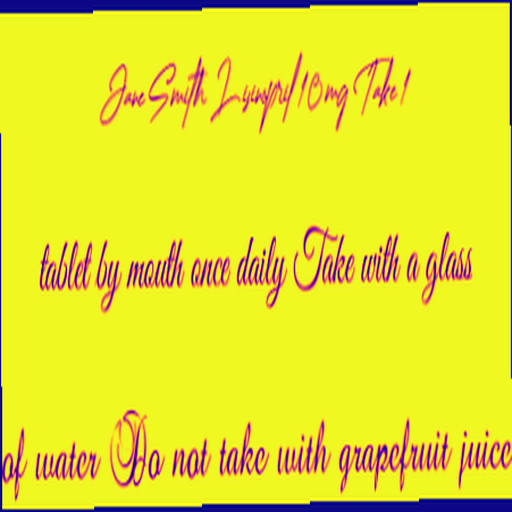 Jane Smith Lisinopril 10mg Take 1
tablet by mouth once daily Take with a glass
of water Do not take with grapefruit juice